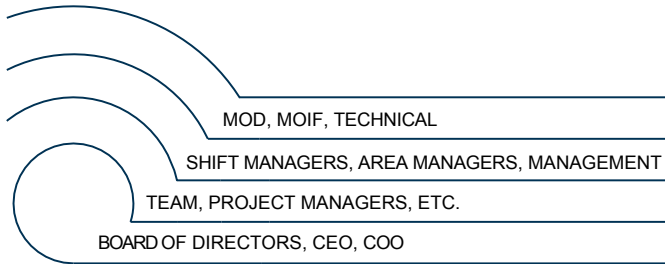 MOD, MOIF, TECHNICAL
SHIFT MANAGERS, AREA MANAGERS, MANAGEMENT
TEAM, PROJECT MANAGERS, ETC.
BOARD OF DIRECTORS, CEO, COO